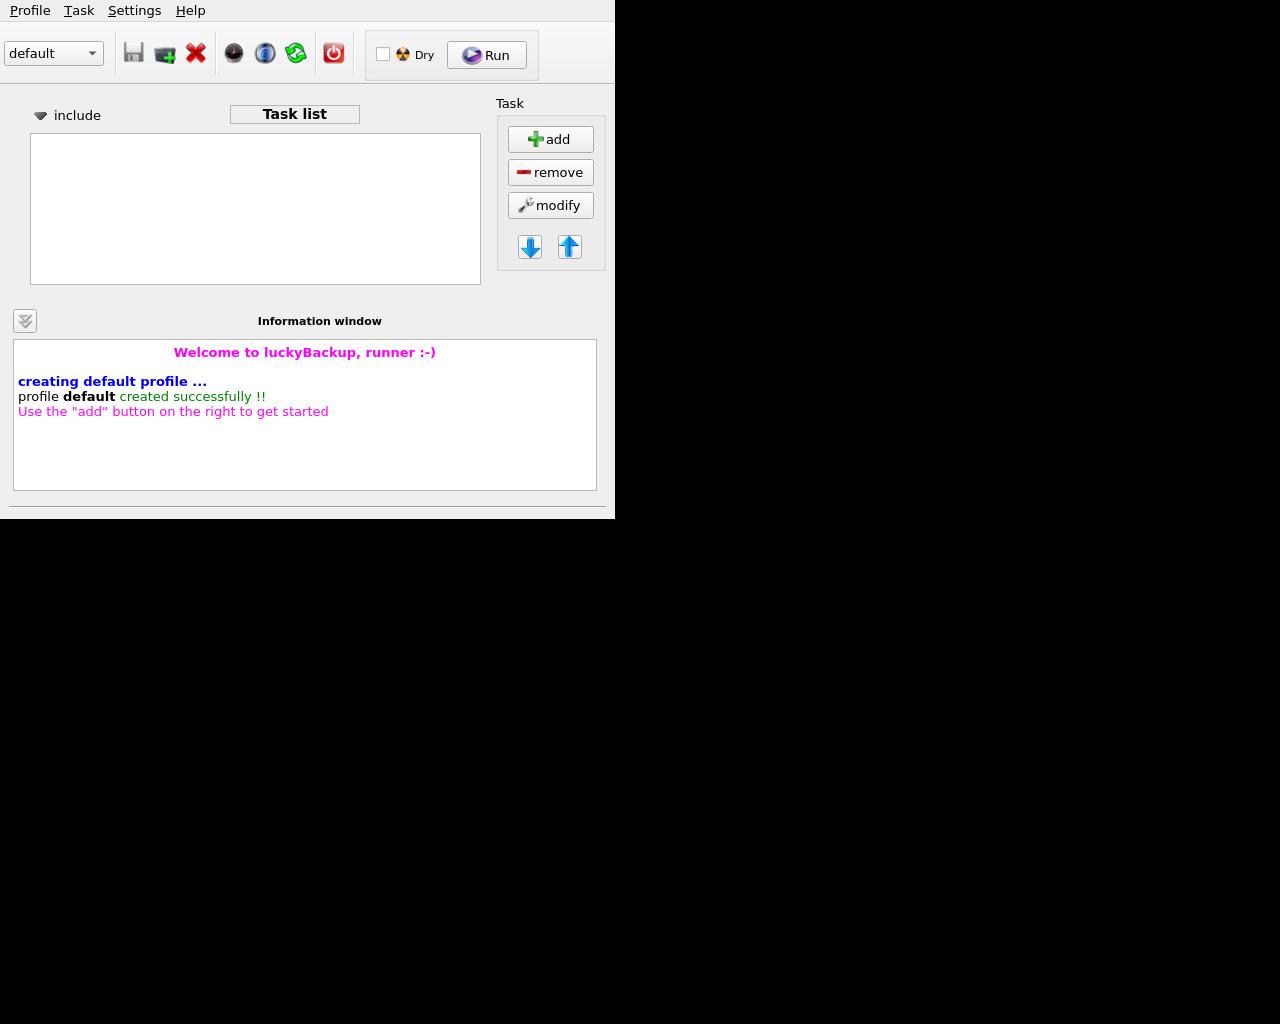 Profile Task Settings Help
default Dry Run
include Task list Task
add
remove
modify
Information window
Welcome to luckyBackup, runner :-)
creating default profile ...
profile default created successfully !!
Use the "add" button on the right to get started